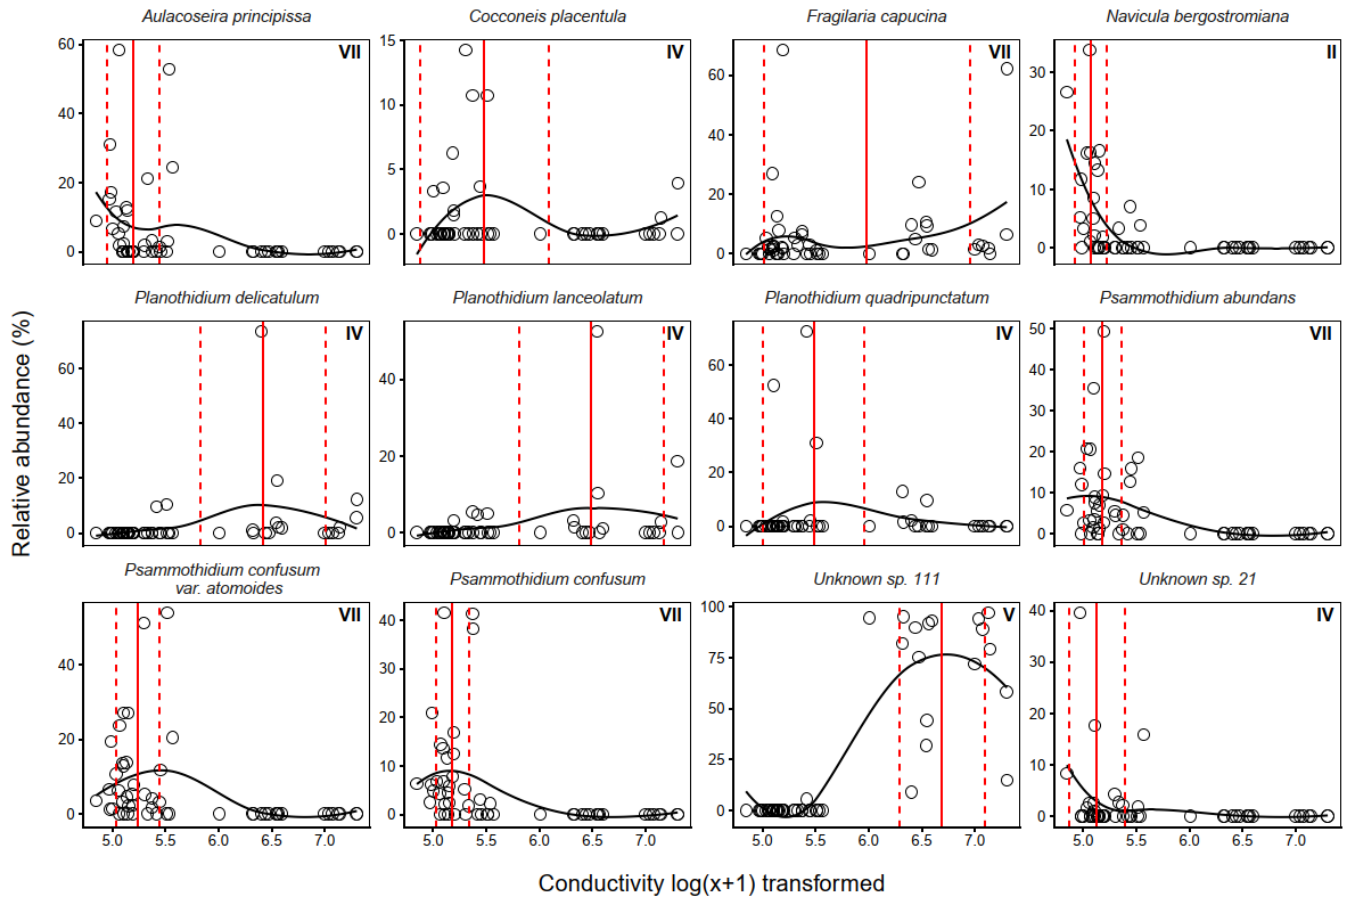 Aulacoseira principissa
Cocconeis placentula
Fragilaria capucina
Navicula bergostromiana
60
40
20
0
VII
15
10
5
0
IV
60
40
20
0
VII
30
20
10
0
II
Planothidium delicatulum
Planothidium lanceolatum
Planothidium quadripunctatum
Psammothidium abundans
Relative abundance (%)
60
40
20
0
IV
40
20
0
IV
60
40
20
0
IV
50
40
30
20
10
0
VII
Psammothidium confusum
var. atomoides
Psammothidium confusum
Unknown sp. 111
Unknown sp. 21
40
20
0
VII
40
30
20
10
0
VII
100
75
50
25
0
V
40
30
20
10
0
IV
5.0 5.5 6.0 6.5 7.0
5.0 5.5 6.0 6.5 7.0
5.0 5.5 6.0 6.5 7.0
5.0 5.5 6.0 6.5 7.0
Conductivity log(x+1) transformed